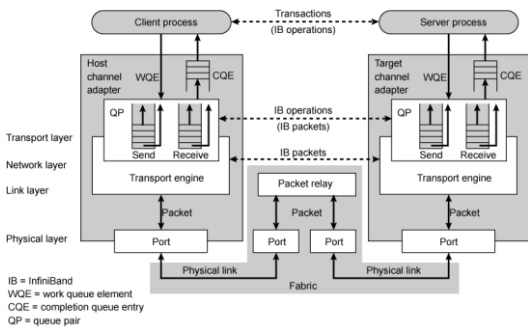 Client process
Transactions
(IB operations)
Server process
Host
channel
adapter
WQE
CQE
Target
channel
adapter
WQE
CQE
QP
IB operations
(IB packets)
QP
Transport layer
Send
Receive
IB packets
Send
Receive
Network layer
Transport engine
Transport engine
Link layer
Packet relay
Packet
Packet
Packet
Physical layer
Port
Port
Port
Port
Physical link
Physical link
Fabric
IB = InfiniBand
WQE = work queue element
CQE = completion queue entry
QP = queue pair